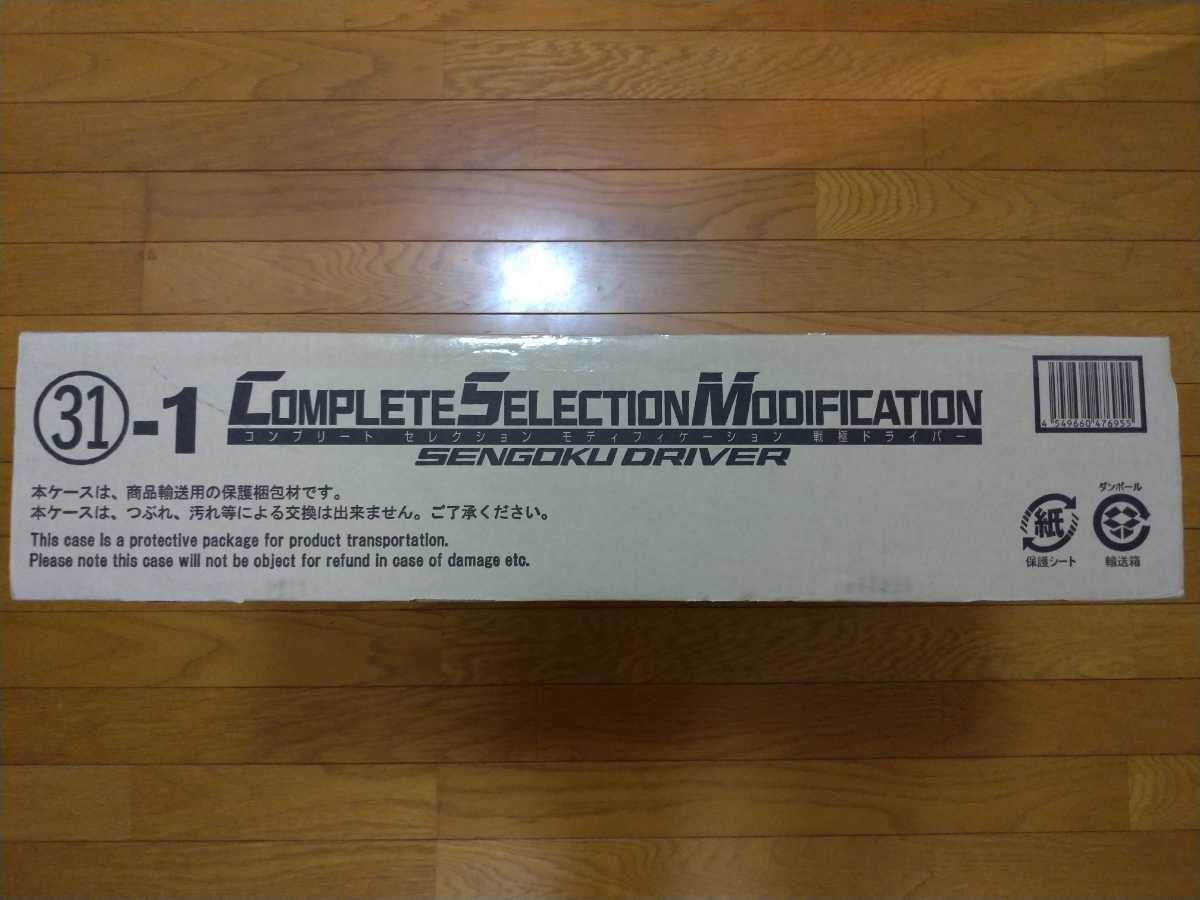 ㉛-1
COMPLETE SELECTION MODIFICATION
コンプリート セレクション モディフィケーション 戦極ドライバー
SENGOKU DRIVER
本ケースは、商品輸送用の保護梱包材です。
本ケースは、つぶれ、汚れ等による交換は出来ません。ご了承ください。
This case is a protective package for product transportation.
Please note this case will not be object for refund in case of damage etc.
4 549660 476955
紙
保護シート
ダンボール
輸送箱